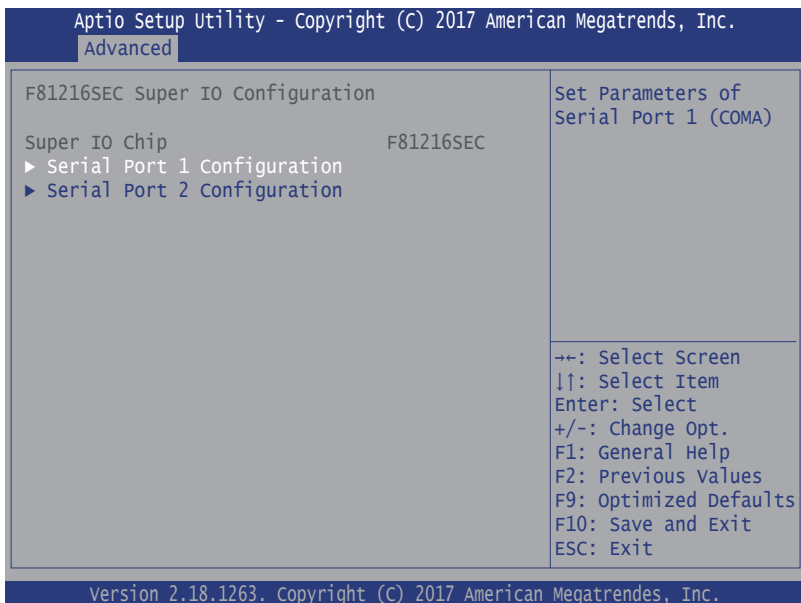 Aptio Setup Utility - Copyright (C) 2017 American Megatrends, Inc.
Advanced
F81216SEC Super IO Configuration
Super IO Chip F81216SEC
▶ Serial Port 1 Configuration
▶ Serial Port 2 Configuration
Set Parameters of
Serial Port 1 (COMA)
→←: Select Screen
↓↑: Select Item
Enter: Select
+/-: Change Opt.
F1: General Help
F2: Previous Values
F9: Optimized Defaults
F10: Save and Exit
ESC: Exit
Version 2.18.1263. Copyright (C) 2017 American Megatrendes, Inc.